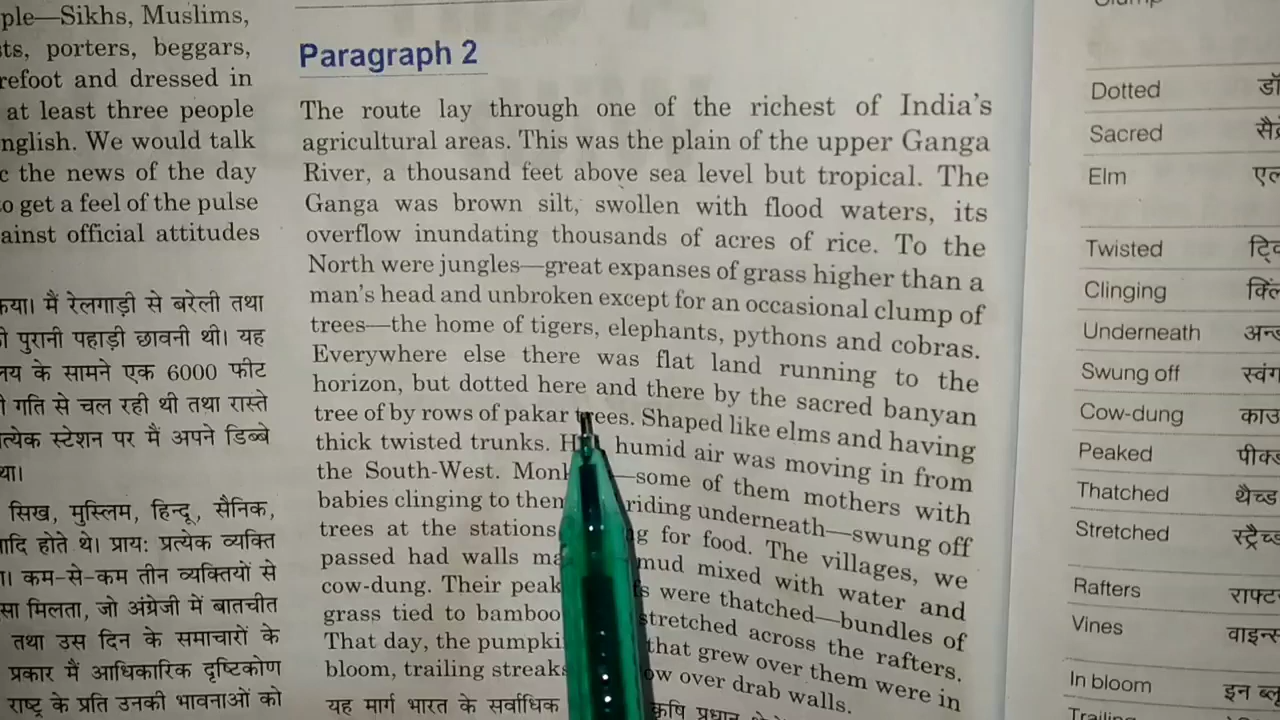 ple—Sikhs, Muslims,
ts, porters, beggars,
refoot and dressed in
at least three people
nglish. We would talk
c the news of the day
to get a feel of the pulse
ainst official attitudes
कया। मैं रेलगाड़ी से बरेली तथा
ी पुरानी पहाड़ी छावनी थी। यह
लय के सामने एक 6000 फीट
ी गति से चल रही थी तथा रास्ते
त्येक स्टेशन पर मैं अपने डिब्बे
था।
सिख, मुस्लिम, हिन्दू, सैनिक,
आदि होते थे। प्राय: प्रत्येक व्यक्ति
ा। कम-से-कम तीन व्यक्तियों से
सा मिलता, जो अंग्रेजी में बातचीत
तथा उस दिन के समाचारों के
प्रकार मैं आधिकारिक दृष्टिकोण
राष्ट्र के प्रति उनकी भावनाओं को
Paragraph 2
The route lay through one of the richest of India's
agricultural areas. This was the plain of the upper Ganga
River, a thousand feet above sea level but tropical. The
Ganga was brown silt, swollen with flood waters, its
overflow inundating thousands of acres of rice. To the
North were jungles—great expanses of grass higher than a
man's head and unbroken except for an occasional clump of
trees—the home of tigers, elephants, pythons and cobras.
Everywhere else there was flat land running to the
horizon, but dotted here and there by the sacred banyan
tree of by rows of pakar trees. Shaped like elms and having
thick twisted trunks. humid air was moving in from
the South-West. Monk —some of them mothers with
babies clinging to them riding underneath—swung off
trees at the stations g for food. The villages, we
passed had walls ma mud mixed with water and
cow-dung. Their peak s were thatched—bundles of
grass tied to bamboo stretched across the rafters.
That day, the pumpki that grew over them were in
bloom, trailing streaks ow over drab walls.
यह मार्ग भारत के सर्वाधिक कृषि प्रधान
Dotted
Sacred
Elm
Twisted
Clinging
Underneath अन्ड
Swung off स्वंग
Cow-dung काउ
Peaked पीक्ड
Thatched थैच्ड
Stretched स्ट्रैच्ड
Rafters राफ्टर
Vines वाइन्स
In bloom इन ब्लू
Trailing